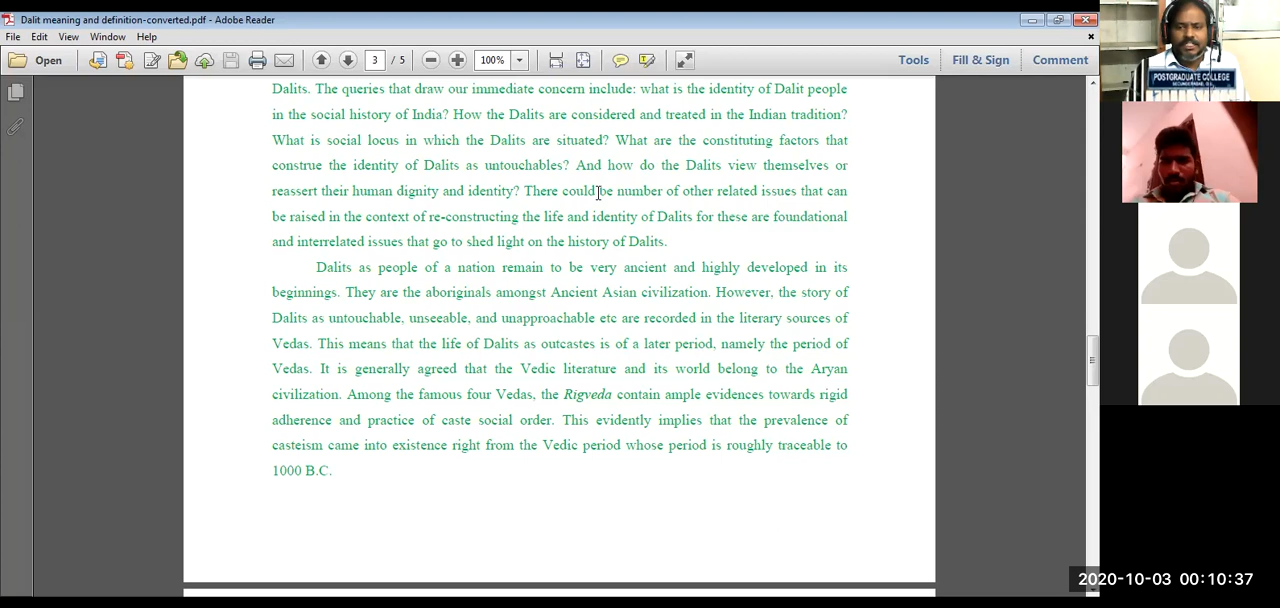 Dalit meaning and definition-converted.pdf - Adobe Reader
File Edit View Window Help
Open 3 / 5 100% Tools Fill & Sign Comment
Dalits. The queries that draw our immediate concern include: what is the identity of Dalit people
in the social history of India? How the Dalits are considered and treated in the Indian tradition?
What is social locus in which the Dalits are situated? What are the constituting factors that
construe the identity of Dalits as untouchables? And how do the Dalits view themselves or
reassert their human dignity and identity? There could be number of other related issues that can
be raised in the context of re-constructing the life and identity of Dalits for these are foundational
and interrelated issues that go to shed light on the history of Dalits.
Dalits as people of a nation remain to be very ancient and highly developed in its
beginnings. They are the aboriginals amongst Ancient Asian civilization. However, the story of
Dalits as untouchable, unseeable, and unapproachable etc are recorded in the literary sources of
Vedas. This means that the life of Dalits as outcastes is of a later period, namely the period of
Vedas. It is generally agreed that the Vedic literature and its world belong to the Aryan
civilization. Among the famous four Vedas, the Rigveda contain ample evidences towards rigid
adherence and practice of caste social order. This evidently implies that the prevalence of
casteism came into existence right from the Vedic period whose period is roughly traceable to
1000 B.C.
POSTGRADUATE COLLEGE
2020-10-03 00:10:37